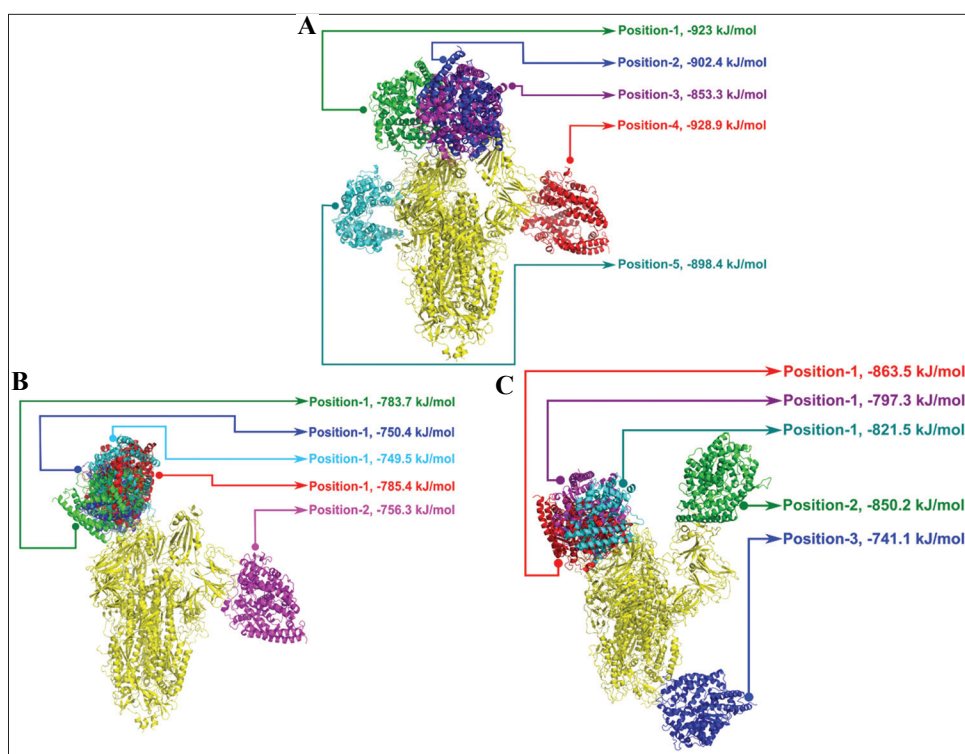 A
Position-1, -923 kJ/mol
Position-2, -902.4 kJ/mol
Position-3, -853.3 kJ/mol
Position-4, -928.9 kJ/mol
Position-5, -898.4 kJ/mol
B
Position-1, -783.7 kJ/mol
Position-1, -750.4 kJ/mol
Position-1, -749.5 kJ/mol
Position-1, -785.4 kJ/mol
Position-2, -756.3 kJ/mol
C
Position-1, -863.5 kJ/mol
Position-1, -797.3 kJ/mol
Position-1, -821.5 kJ/mol
Position-2, -850.2 kJ/mol
Position-3, -741.1 kJ/mol